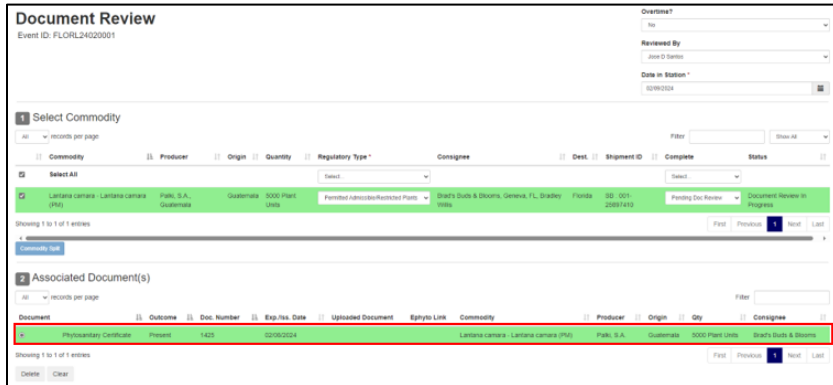 Document Review
Event ID: FLORL24020001
Overtime?
No
Reviewed By
Jose D Santos
Date in Station *
02/09/2024
1 Select Commodity
All records per page
Filter Show All
Commodity Producer Origin Quantity Regulatory Type * Consignee Dest. Shipment ID Complete Status
Select All Select... Select...
Lantana camara - Lantana camara (PM) Palki, S.A., Guatemala Guatemala 5000 Plant Units Permitted Admissible/Restricted Plants Brad's Buds & Blooms, Geneva, FL, Bradley Willis Florida Pending Doc Review Document Review In Progress
Showing 1 to 1 of 1 entries
First Previous 1 Next Last
Commodity Split
2 Associated Document(s)
All records per page
Filter
Document Outcome Doc. Number Exp./Iss. Date Uploaded Document Ephyto Link Commodity Producer Origin Qty Consignee
+ Phytosanitary Certificate Present 1425 02/06/2024 Lantana camara - Lantana camara (PM) Palki, S.A. Guatemala 5000 Plant Units Brad's Buds & Blooms
Showing 1 to 1 of 1 entries
First Previous 1 Next Last
Delete Clear